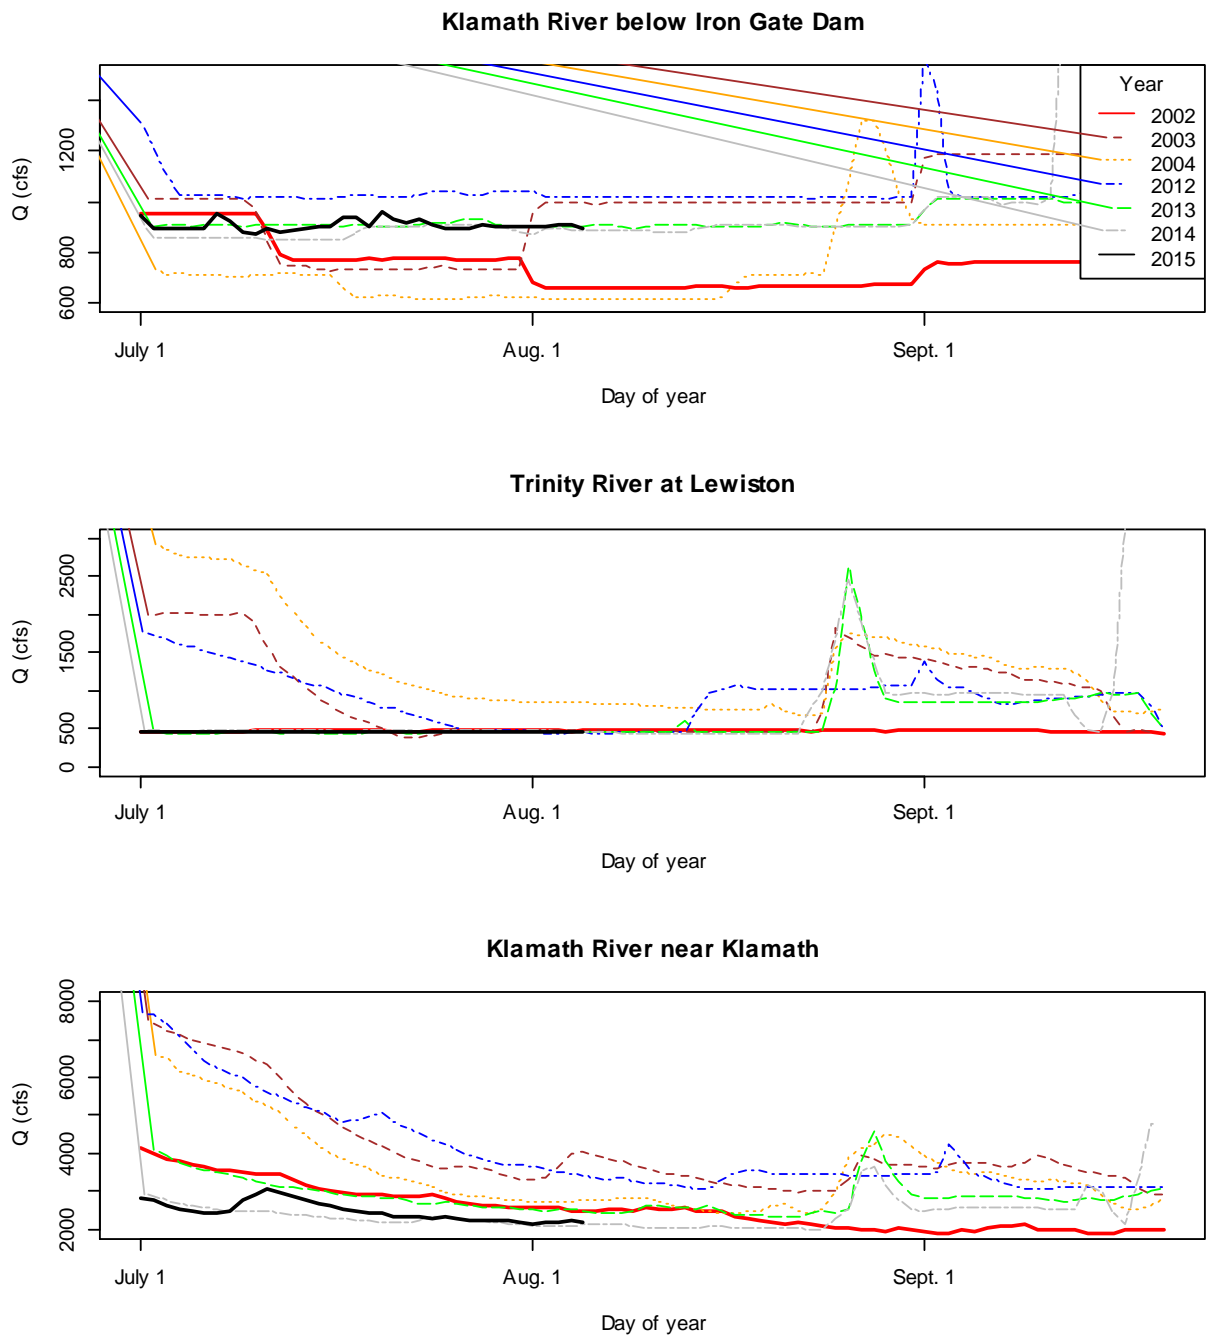 Klamath River below Iron Gate Dam
Q (cfs)
600
800
1200
July 1
Aug. 1
Sept. 1
Day of year
Year
2002
2003
2004
2012
2013
2014
2015
Trinity River at Lewiston
Q (cfs)
0
500
1500
2500
July 1
Aug. 1
Sept. 1
Day of year
Klamath River near Klamath
Q (cfs)
2000
4000
6000
8000
July 1
Aug. 1
Sept. 1
Day of year